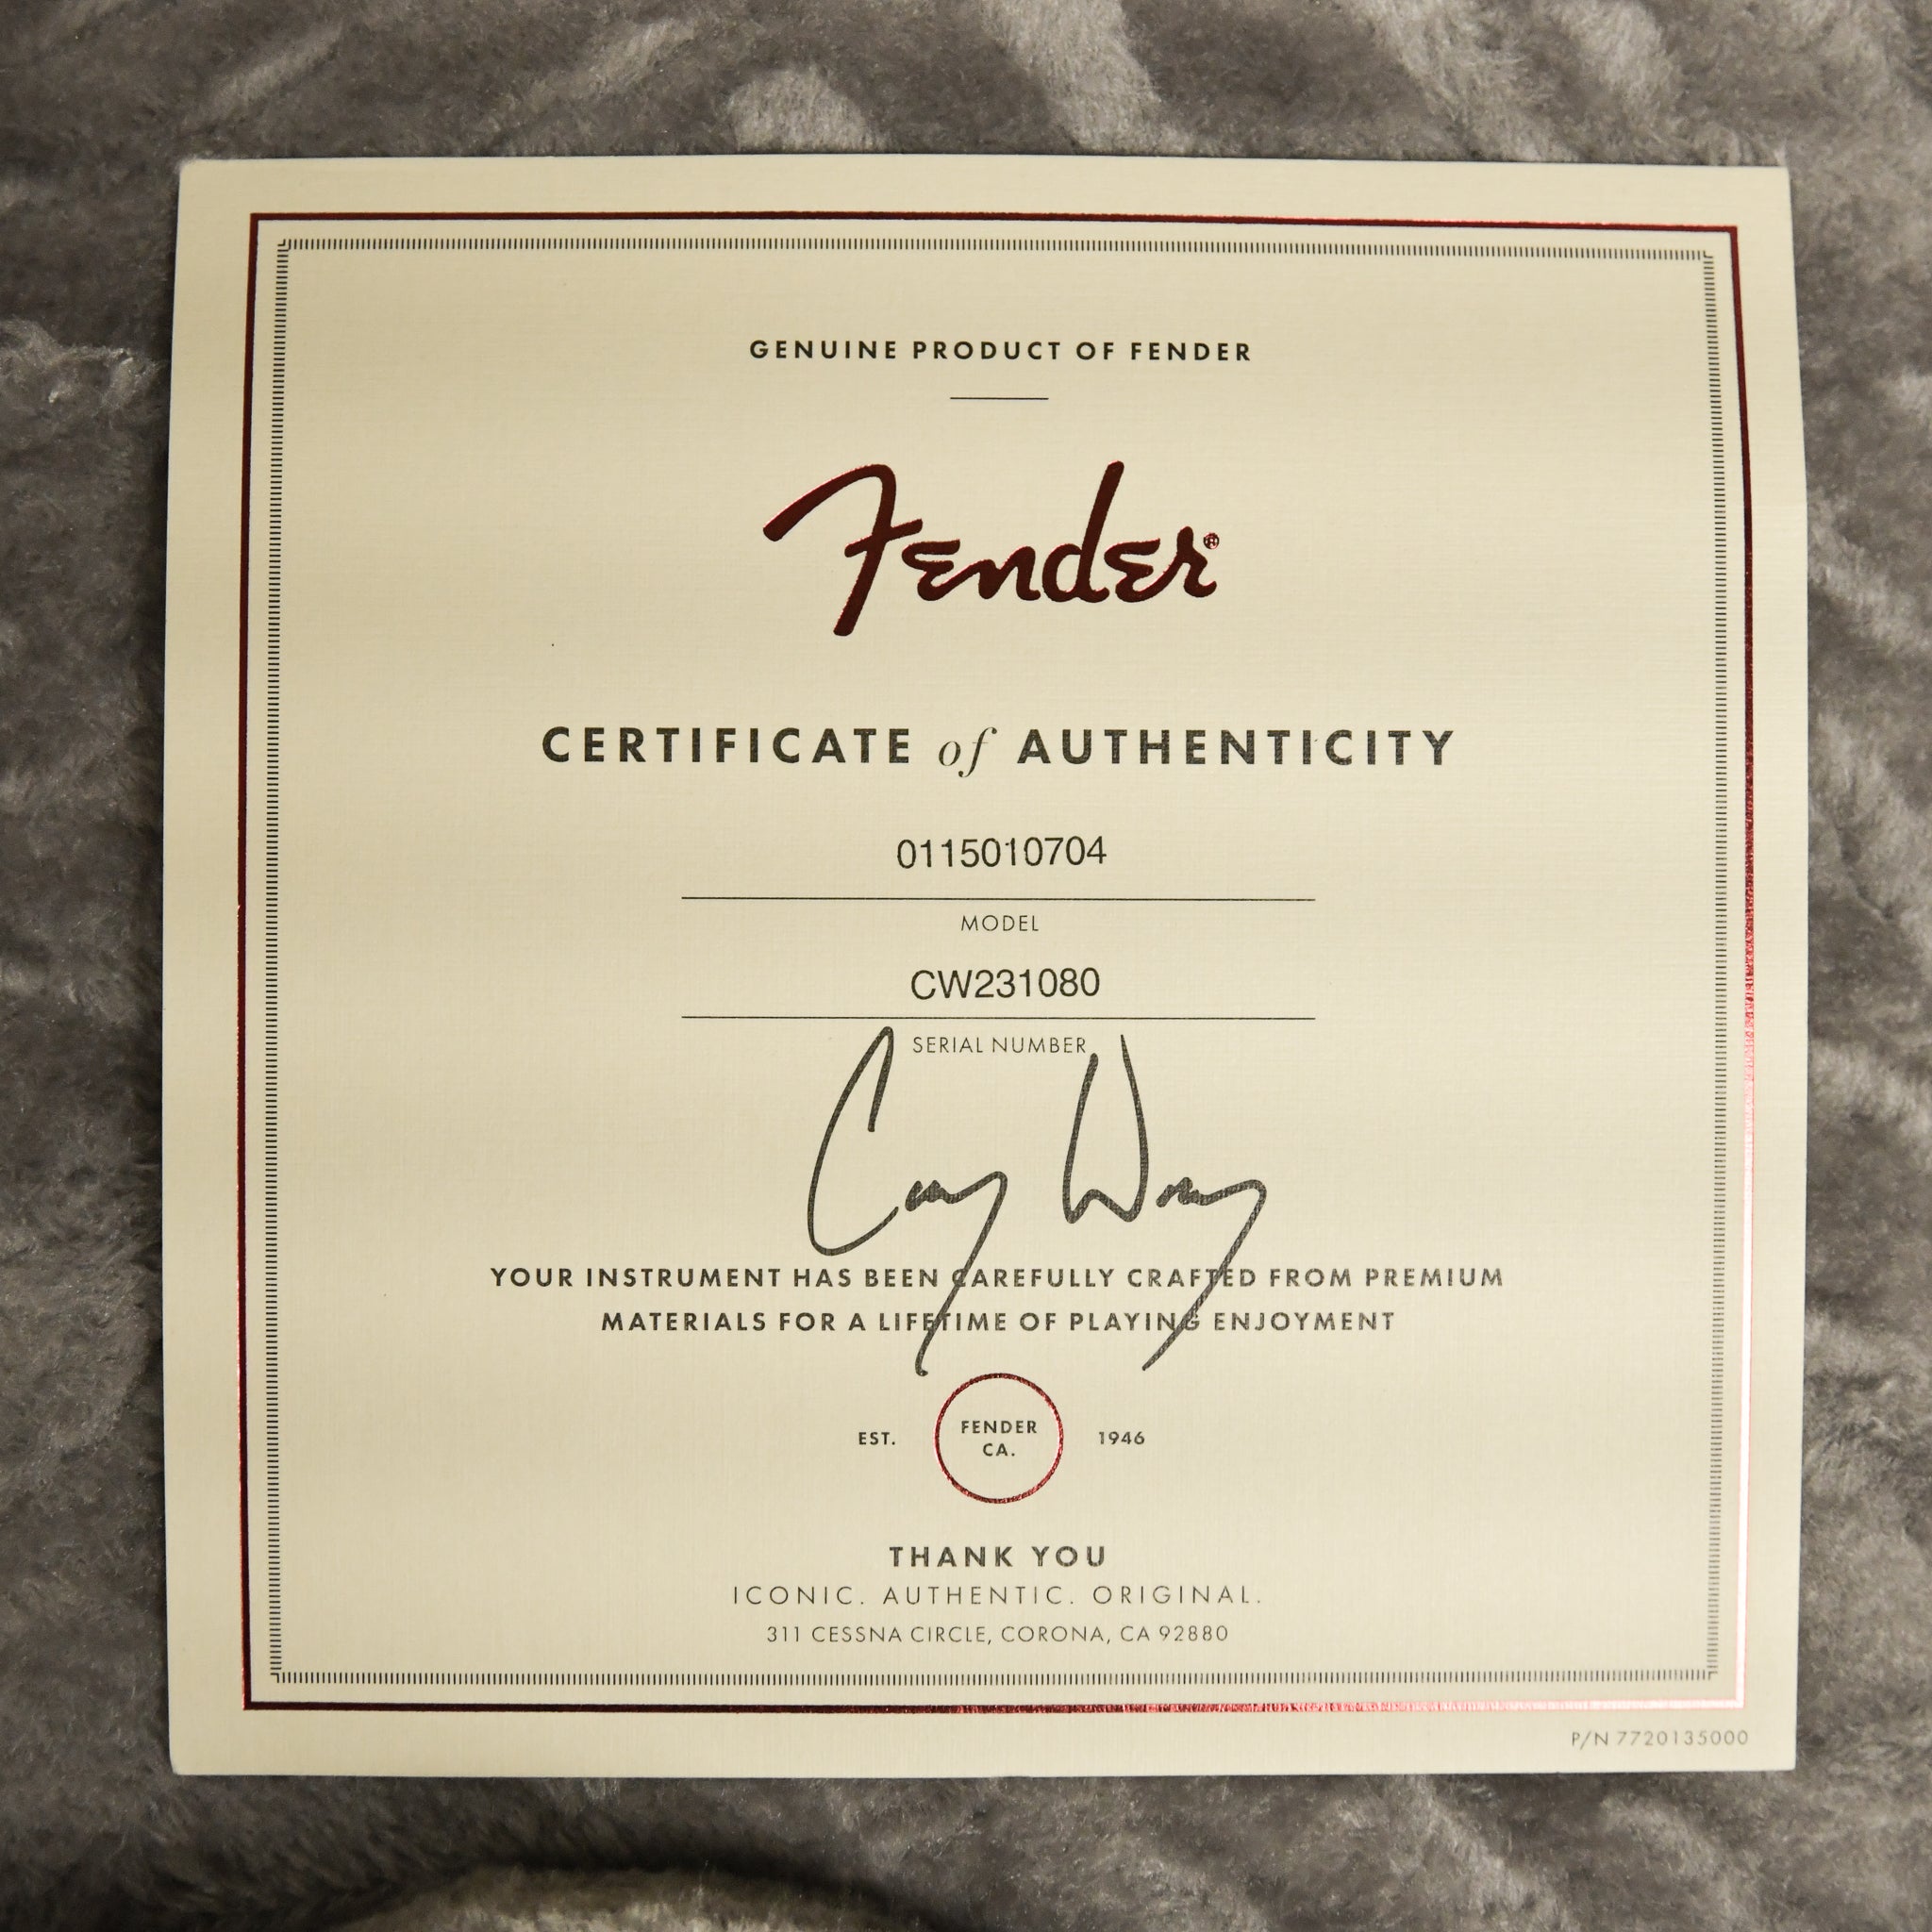 GENUINE PRODUCT OF FENDER
Fender®
CERTIFICATE of AUTHENTICITY
0115010704
MODEL
CW231080
SERIAL NUMBER
YOUR INSTRUMENT HAS BEEN CAREFULLY CRAFTED FROM PREMIUM
MATERIALS FOR A LIFETIME OF PLAYING ENJOYMENT
EST. FENDER CA. 1946
THANK YOU
ICONIC. AUTHENTIC. ORIGINAL.
311 CESSNA CIRCLE, CORONA, CA 92880
P/N 7720135000